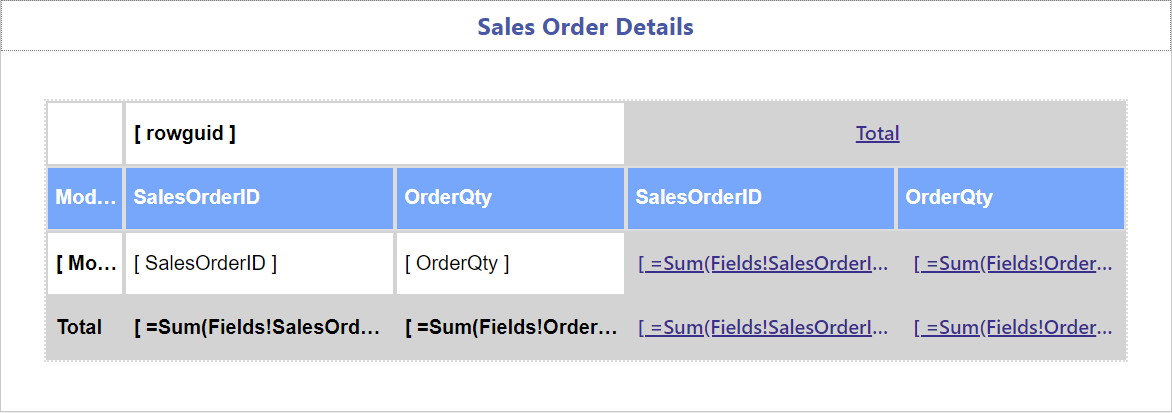 Sales Order Details
[ rowguid ] Total
Mod... SalesOrderID OrderQty SalesOrderID OrderQty
[ Mo... [ SalesOrderID ] [ OrderQty ] [ =Sum(Fields!SalesOrderI... [ =Sum(Fields!Order...
Total [ =Sum(Fields!SalesOrd... [ =Sum(Fields!Order... [ =Sum(Fields!SalesOrderI... [ =Sum(Fields!Order...